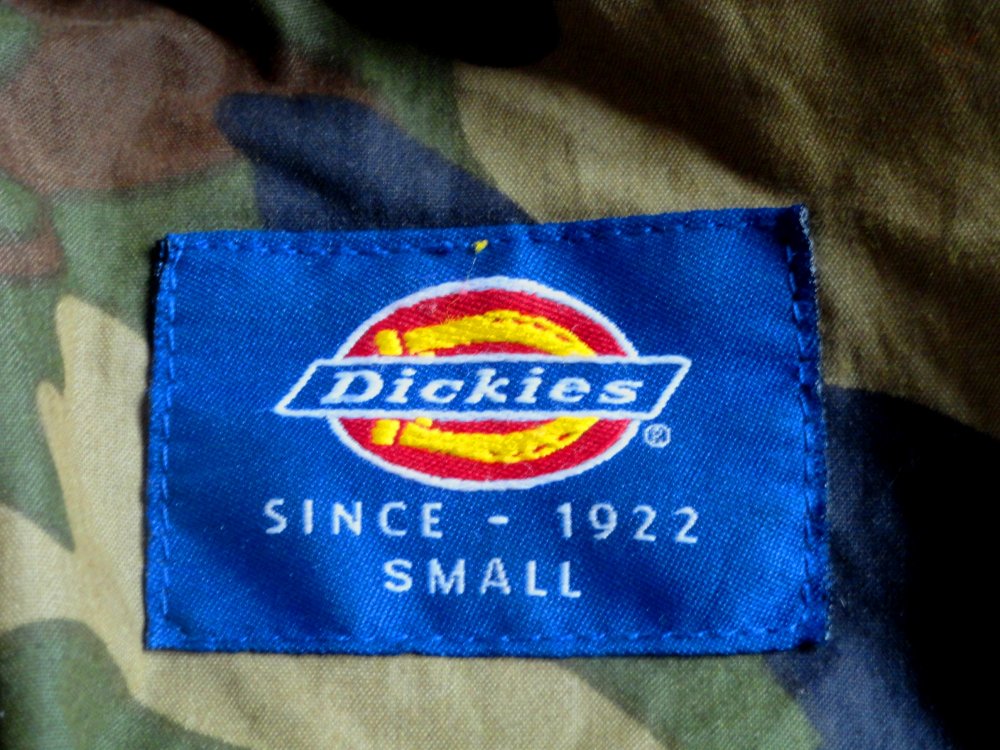 Dickies
®
SINCE - 1922
SMALL